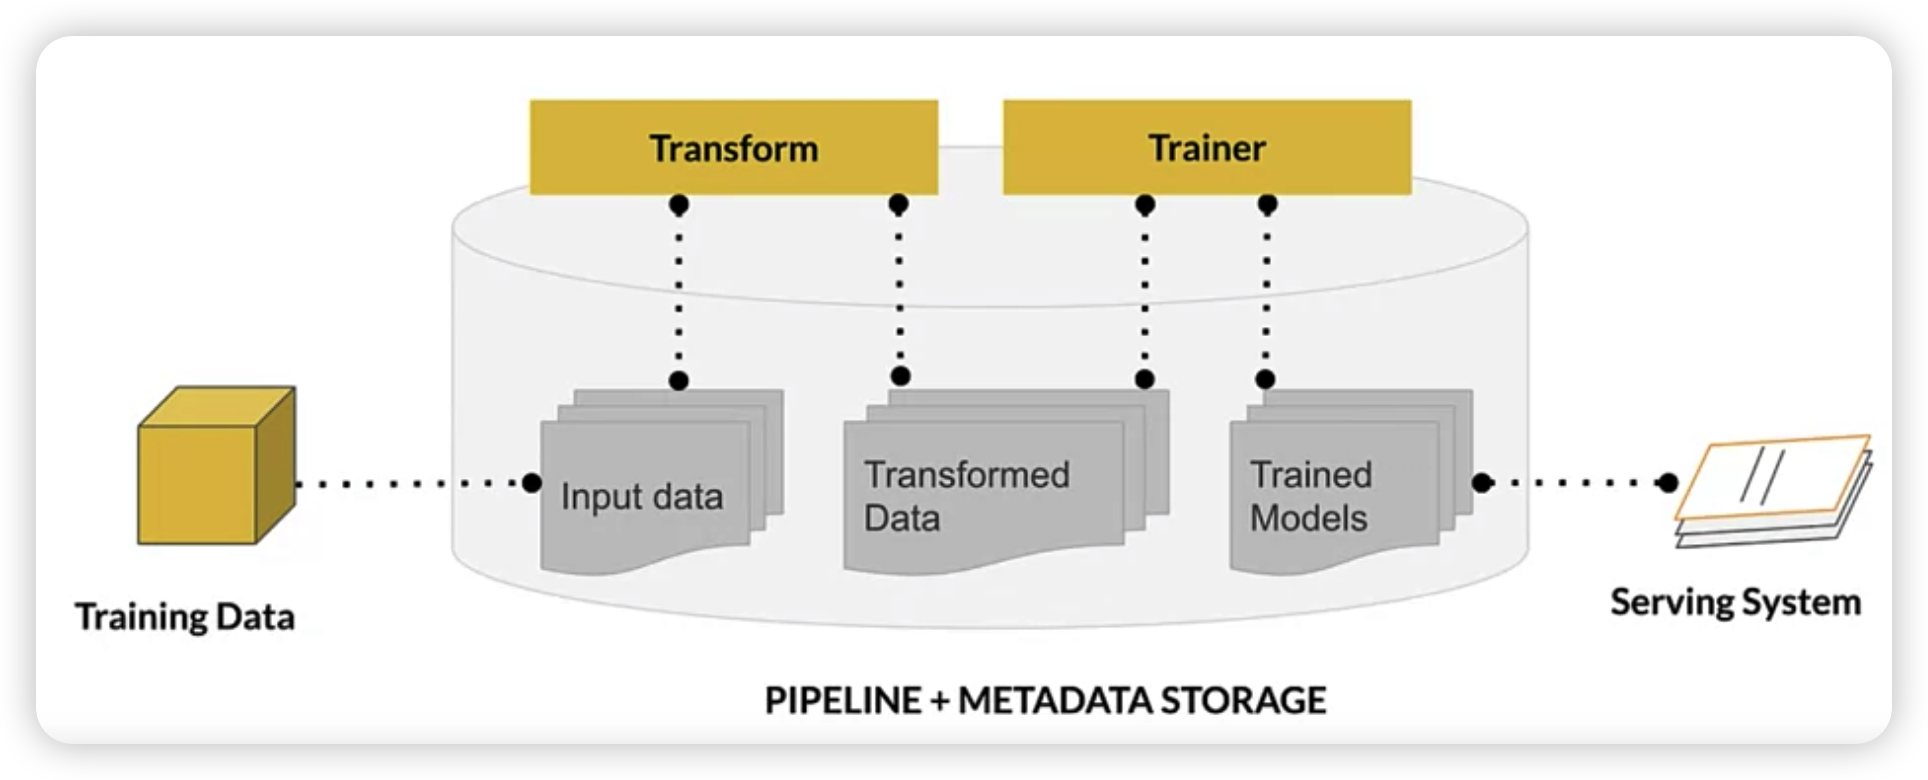 Transform
Trainer
Input data
Transformed
Data
Trained
Models
Training Data
Serving System
PIPELINE + METADATA STORAGE